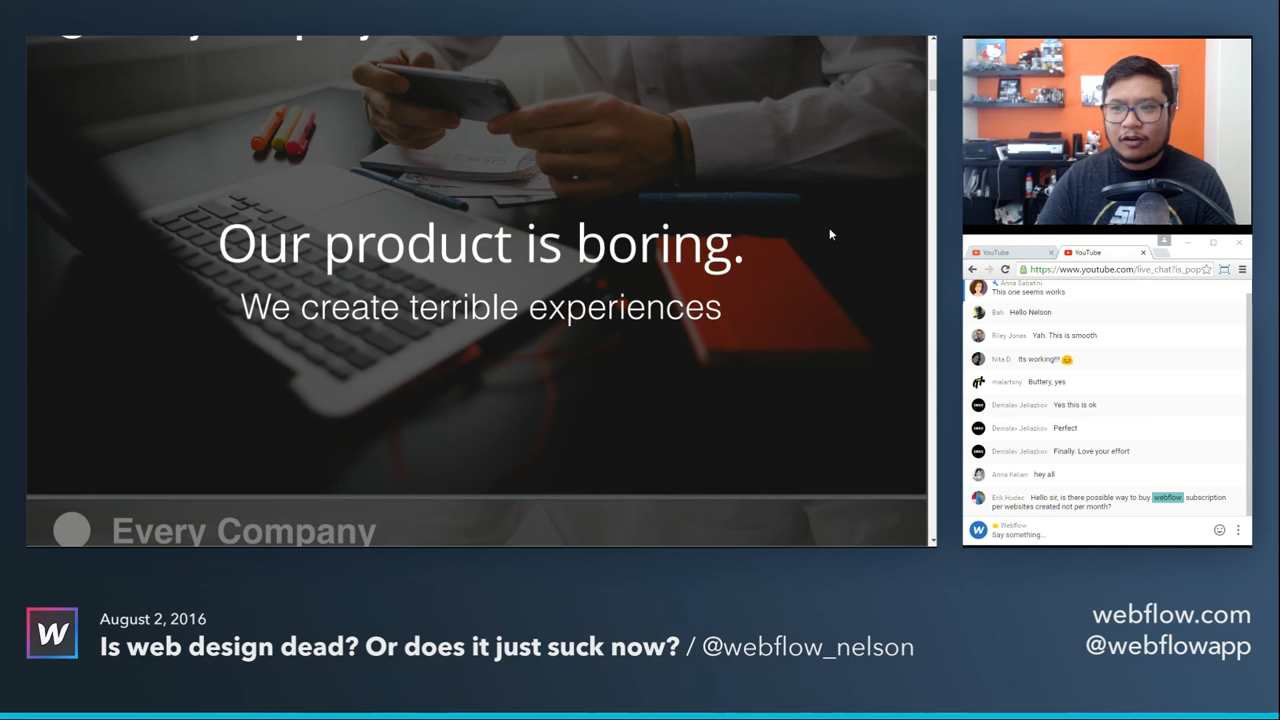 Our product is boring.
We create terrible experiences
Every Company
YouTube
YouTube
https://www.youtube.com/live_chat?is_pop
Anna Sabatini
This one seems works
Bah Hello Nelson
Riley Jones Yah. This is smooth
Nita D. Its working!!!
malartsny Buttery, yes
Denislav Jeliazkov Yes this is ok
Denislav Jeliazkov Perfect
Denislav Jeliazkov Finally. Love your effort
Anna Kelian hey all
Erik Hudec Hello sir, is there possible way to buy webflow subscription
per websites created not per month?
Webflow
Say something...
W
August 2, 2016
Is web design dead? Or does it just suck now? / @webflow_nelson
webflow.com
@webflowapp